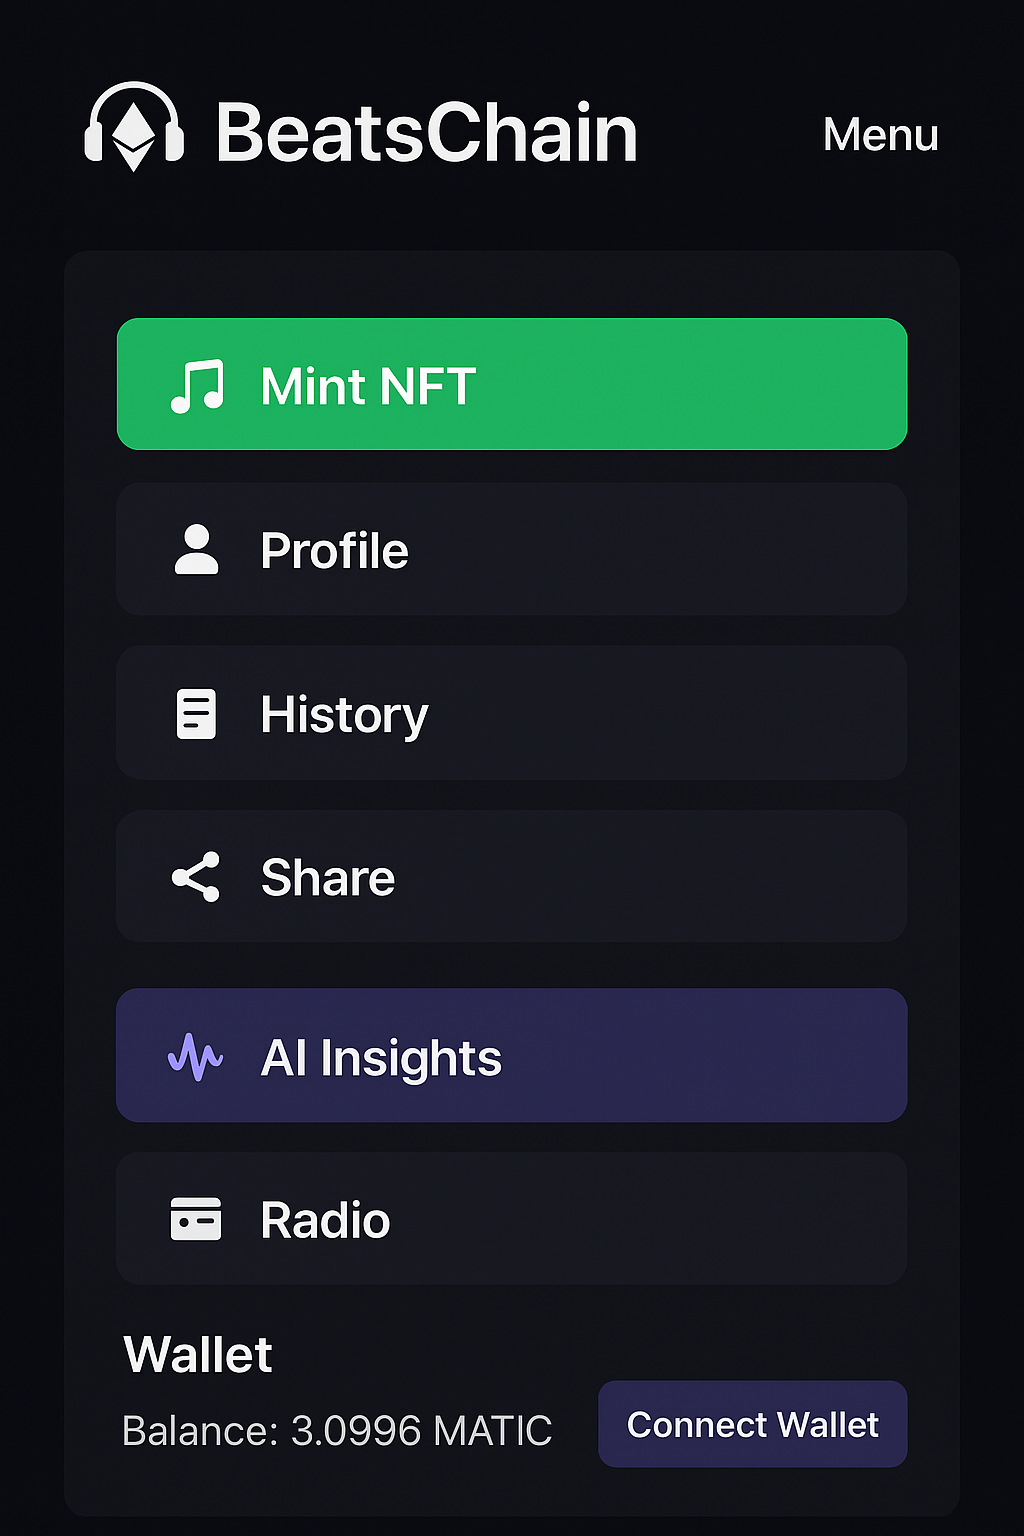 BeatsChain
Menu
Mint NFT
Profile
History
Share
AI Insights
Radio
Wallet
Balance: 3.0996 MATIC
Connect Wallet